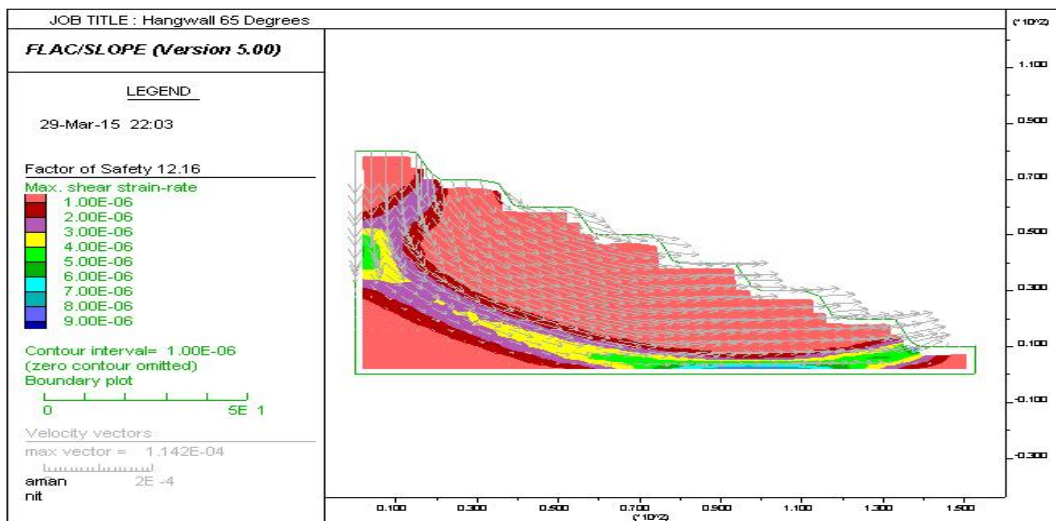 JOB TITLE : Hangwall 65 Degrees
(*10^2)
FLAC/SLOPE (Version 5.00)
LEGEND
29-Mar-15 22:03
Factor of Safety 12.16
Max. shear strain-rate
1.00E-06
2.00E-06
3.00E-06
4.00E-06
5.00E-06
6.00E-06
7.00E-06
8.00E-06
9.00E-06
Contour interval= 1.00E-06
(zero contour omitted)
Boundary plot
0 5E 1
Velocity vectors
max vector = 1.142E-04
2E -4
aman
nit
1.100
0.900
0.700
0.500
0.300
0.100
-0.100
-0.300
0.100 0.300 0.500 0.700 0.900 1.100 1.300 1.500
(*10^2)